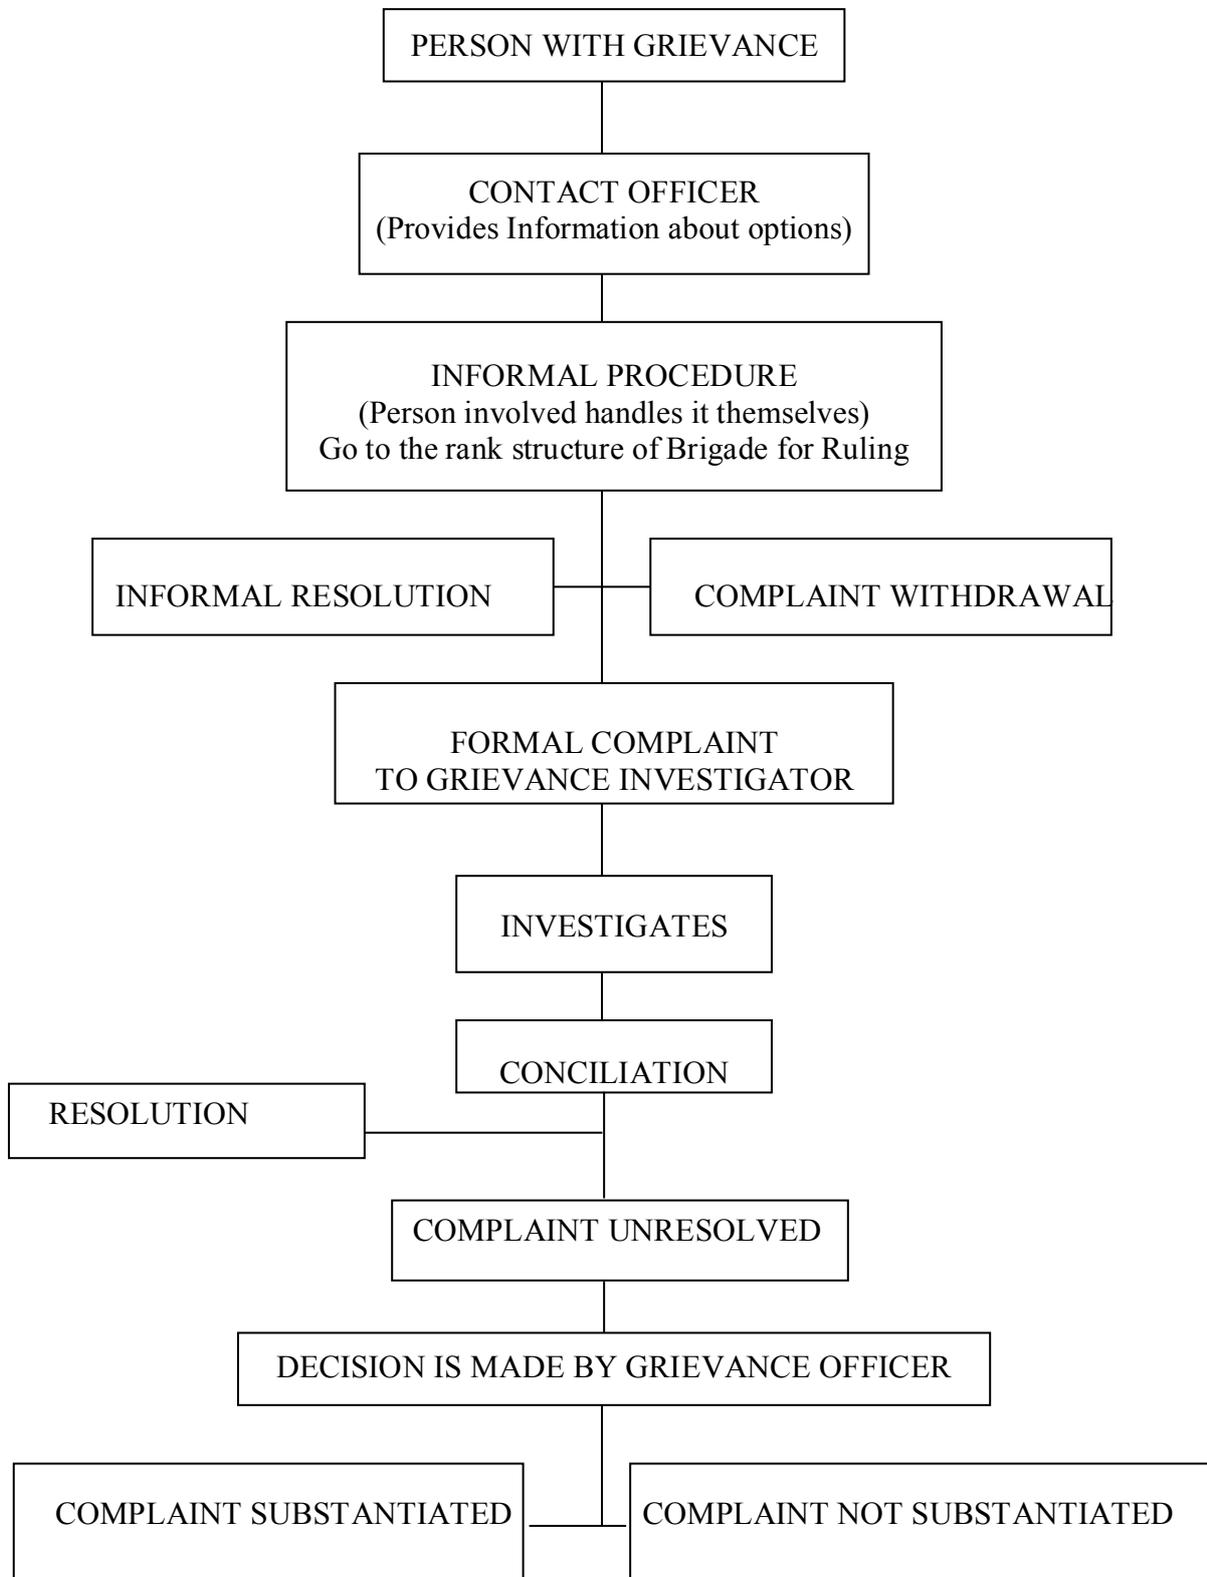 PERSON WITH GRIEVANCE
CONTACT OFFICER
(Provides Information about options)
INFORMAL PROCEDURE
(Person involved handles it themselves)
Go to the rank structure of Brigade for Ruling
INFORMAL RESOLUTION
COMPLAINT WITHDRAWAL
FORMAL COMPLAINT
TO GRIEVANCE INVESTIGATOR
INVESTIGATES
CONCILIATION
RESOLUTION
COMPLAINT UNRESOLVED
DECISION IS MADE BY GRIEVANCE OFFICER
COMPLAINT SUBSTANTIATED
COMPLAINT NOT SUBSTANTIATED